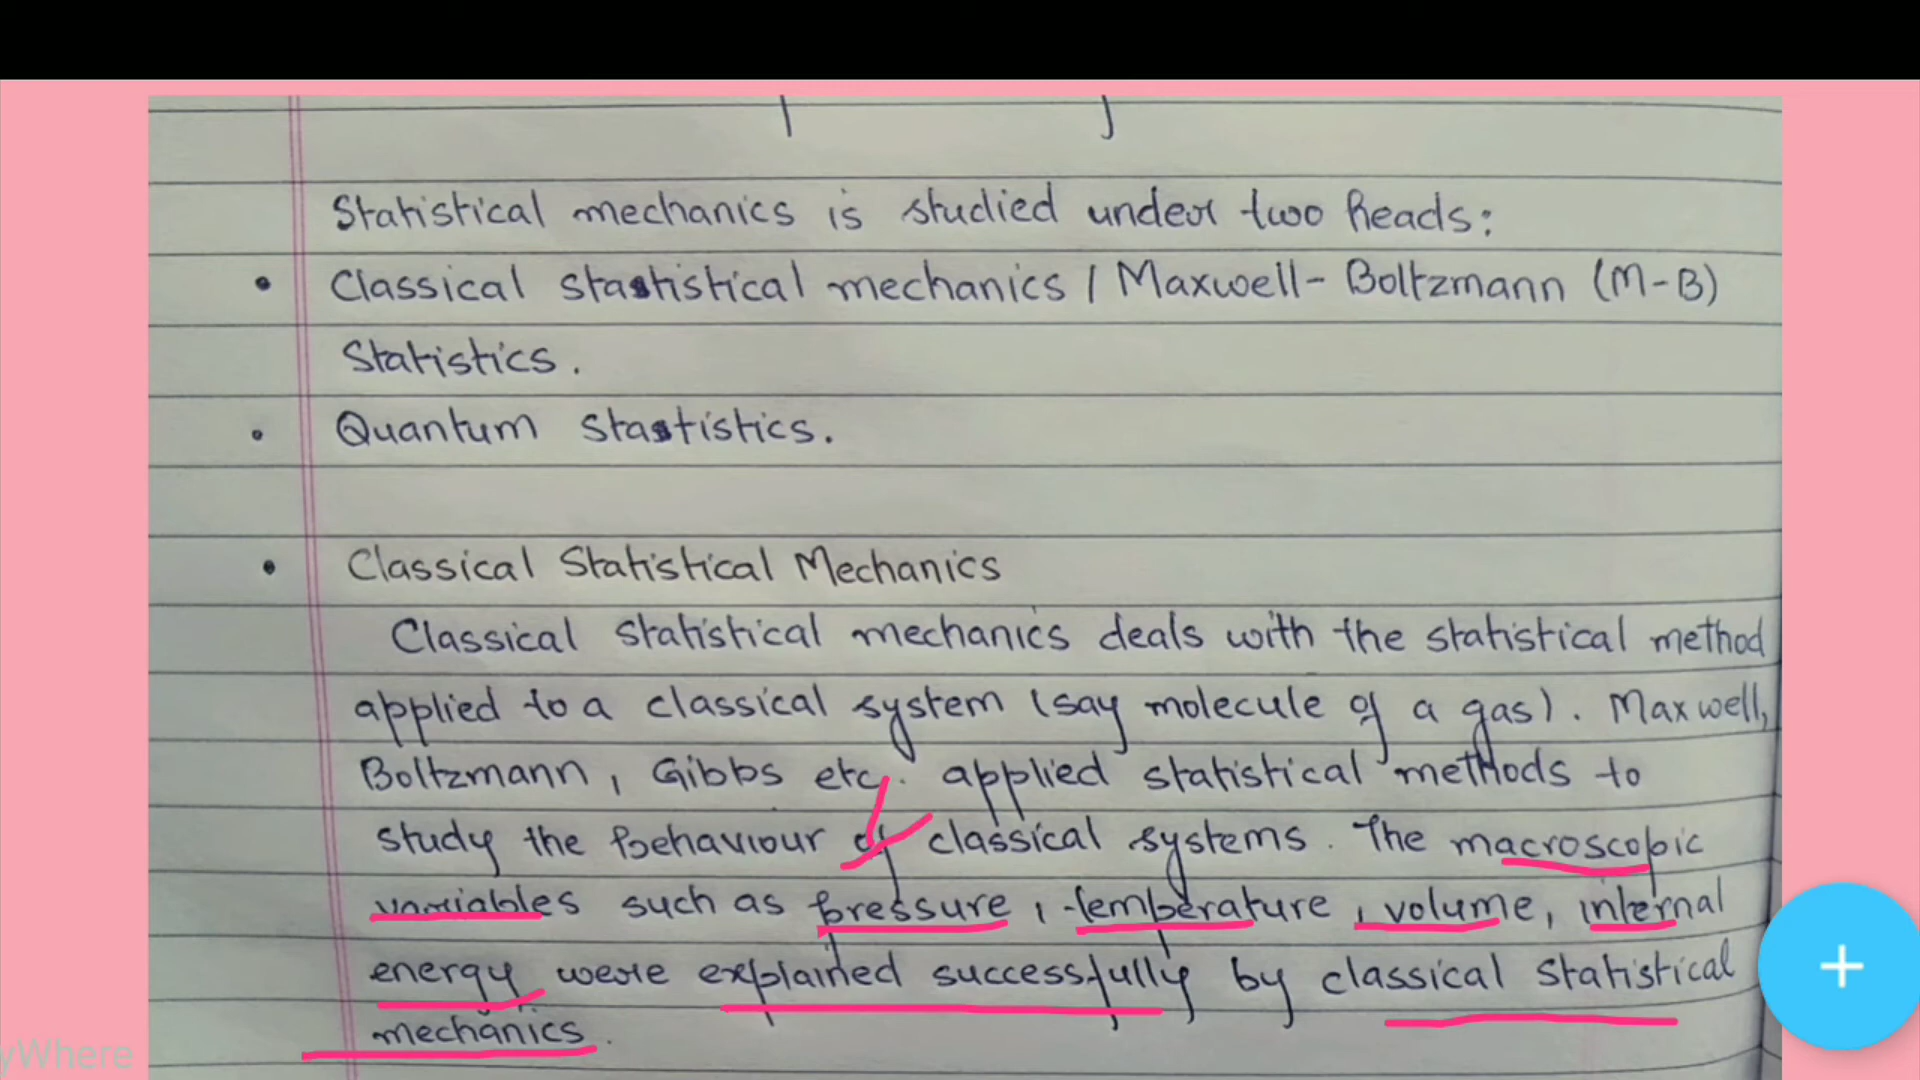 Statistical mechanics is studied under two heads:
• Classical statistical mechanics / Maxwell-Boltzmann (M-B)
Statistics.
• Quantum statistics.
• Classical Statistical Mechanics
Classical statistical mechanics deals with the statistical method
applied to a classical system (say molecule of a gas). Maxwell,
Boltzmann, Gibbs etc. applied statistical methods to
study the behaviour of classical systems. The macroscopic
variables such as pressure, temperature, volume, internal
energy were explained successfully by classical statistical
mechanics.
yWhere